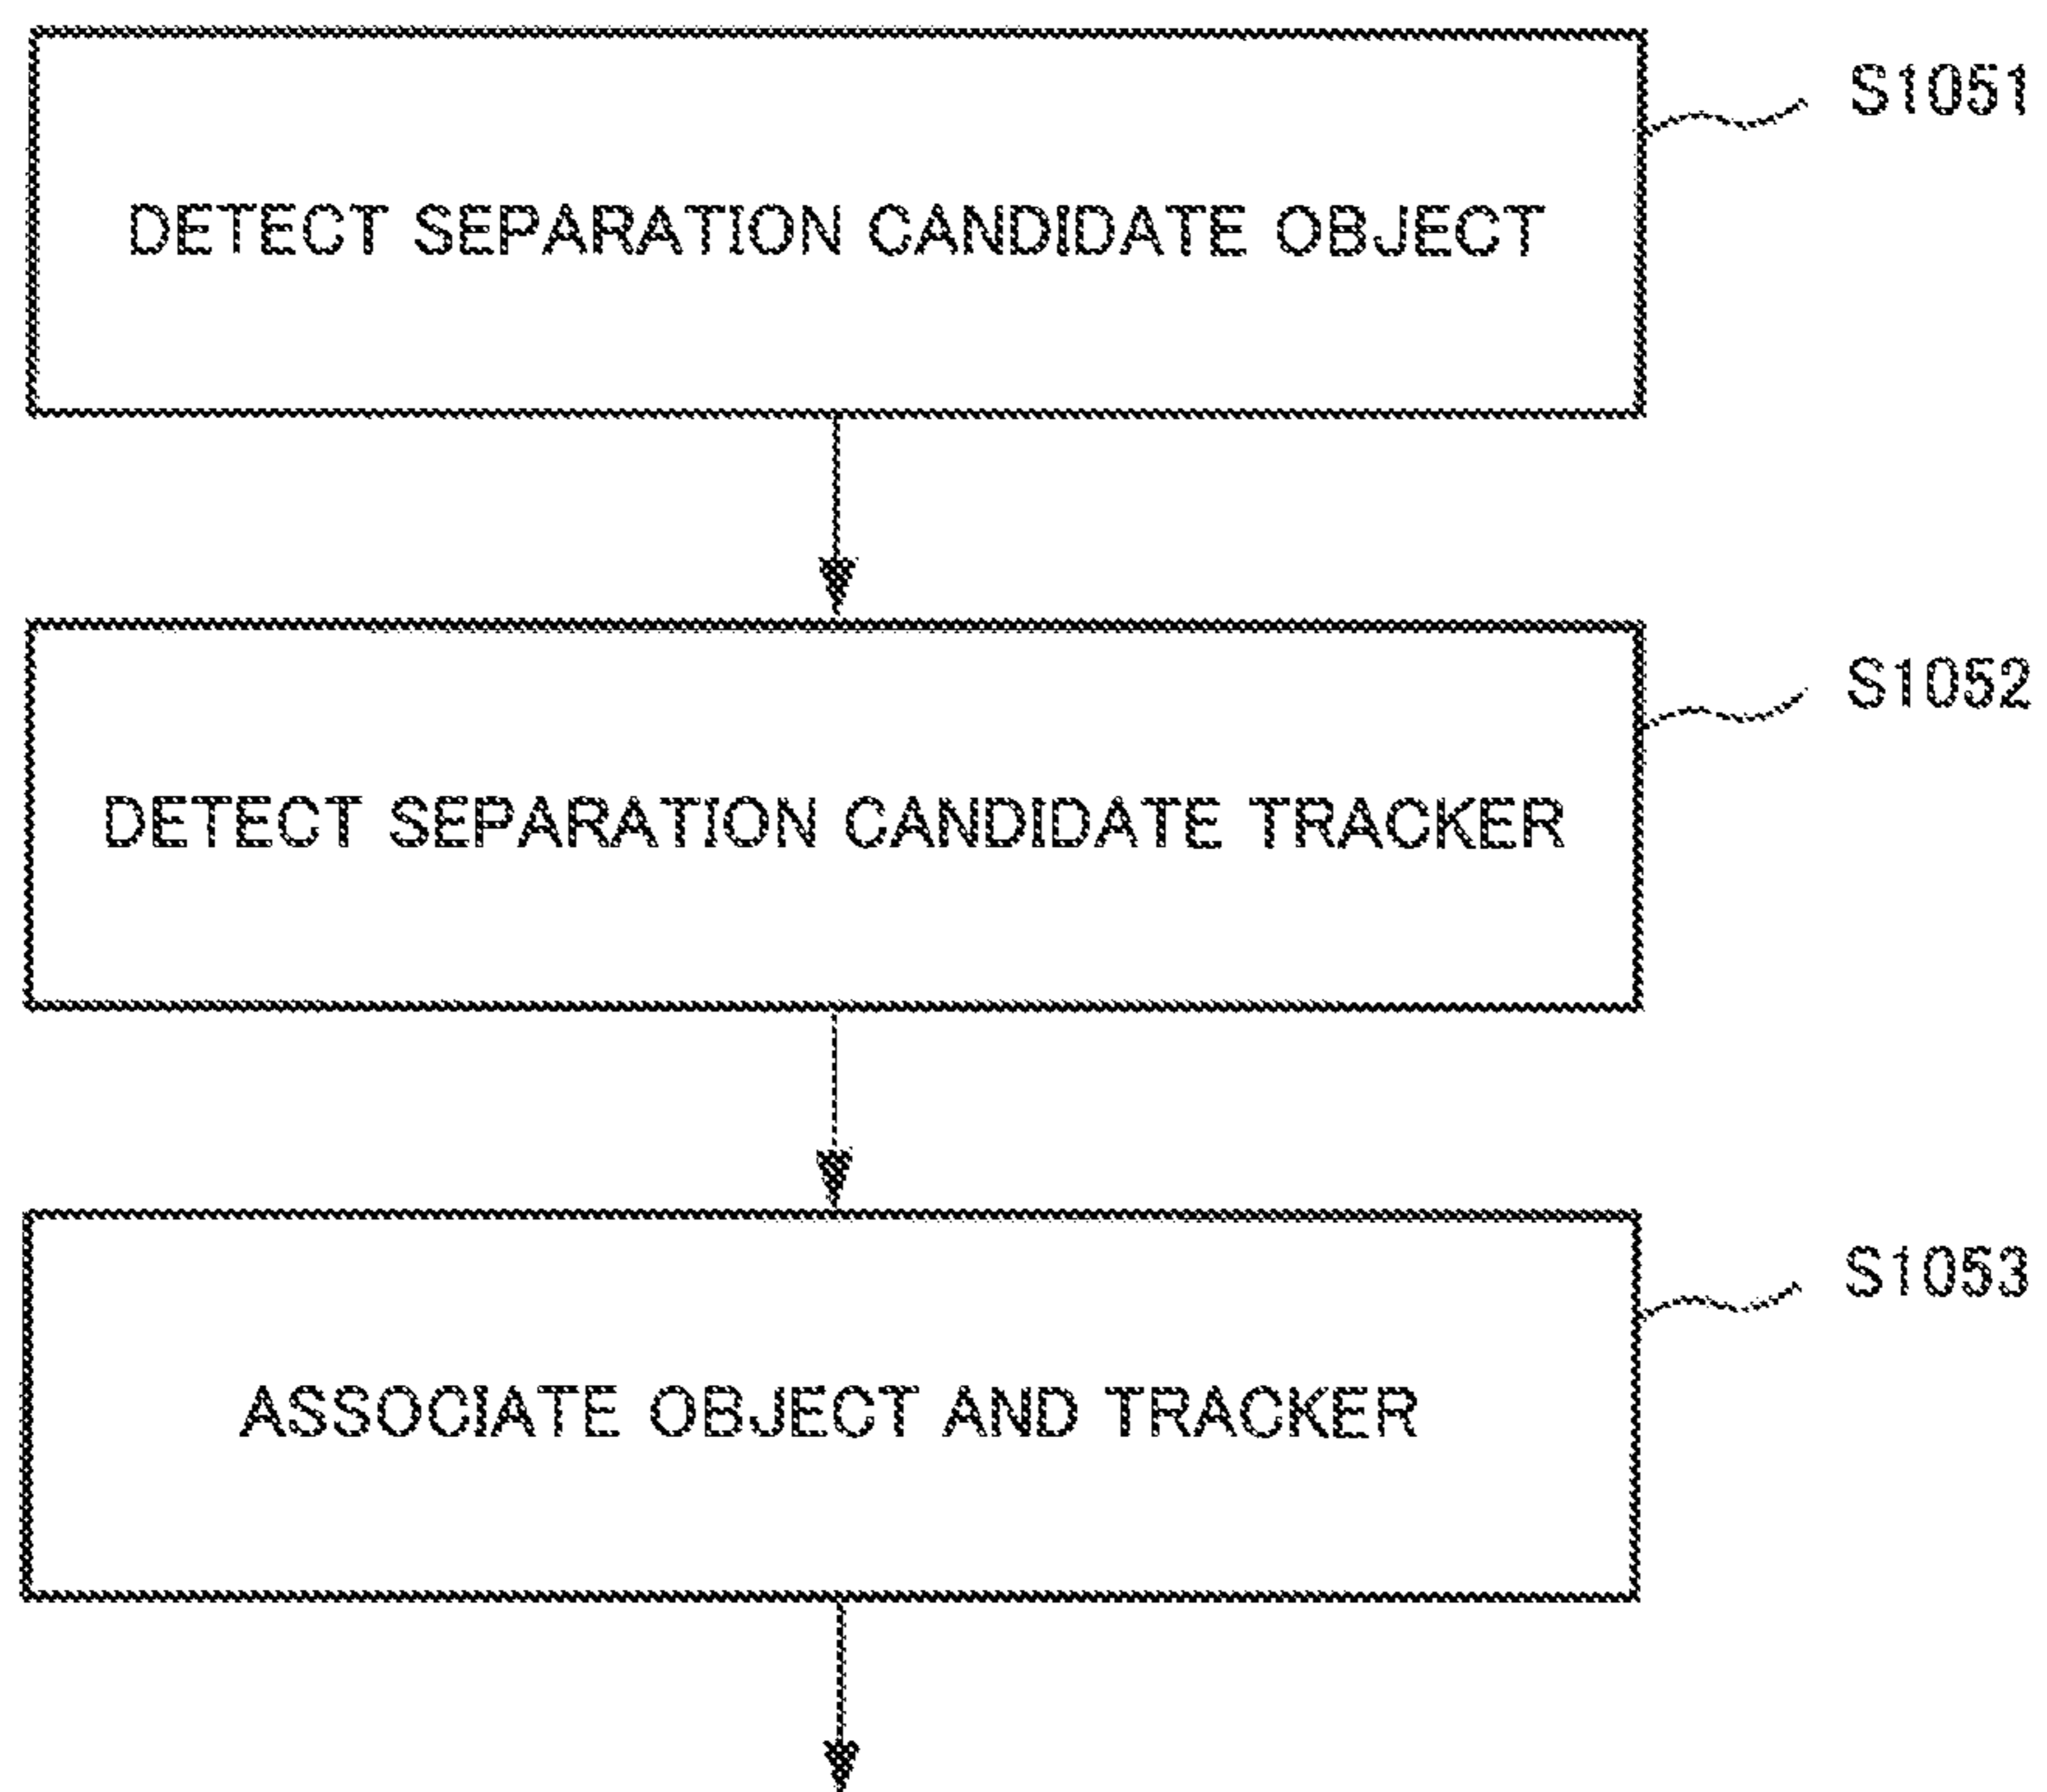 S1051
DETECT SEPARATION CANDIDATE OBJECT
S1052
DETECT SEPARATION CANDIDATE TRACKER
S1053
ASSOCIATE OBJECT AND TRACKER